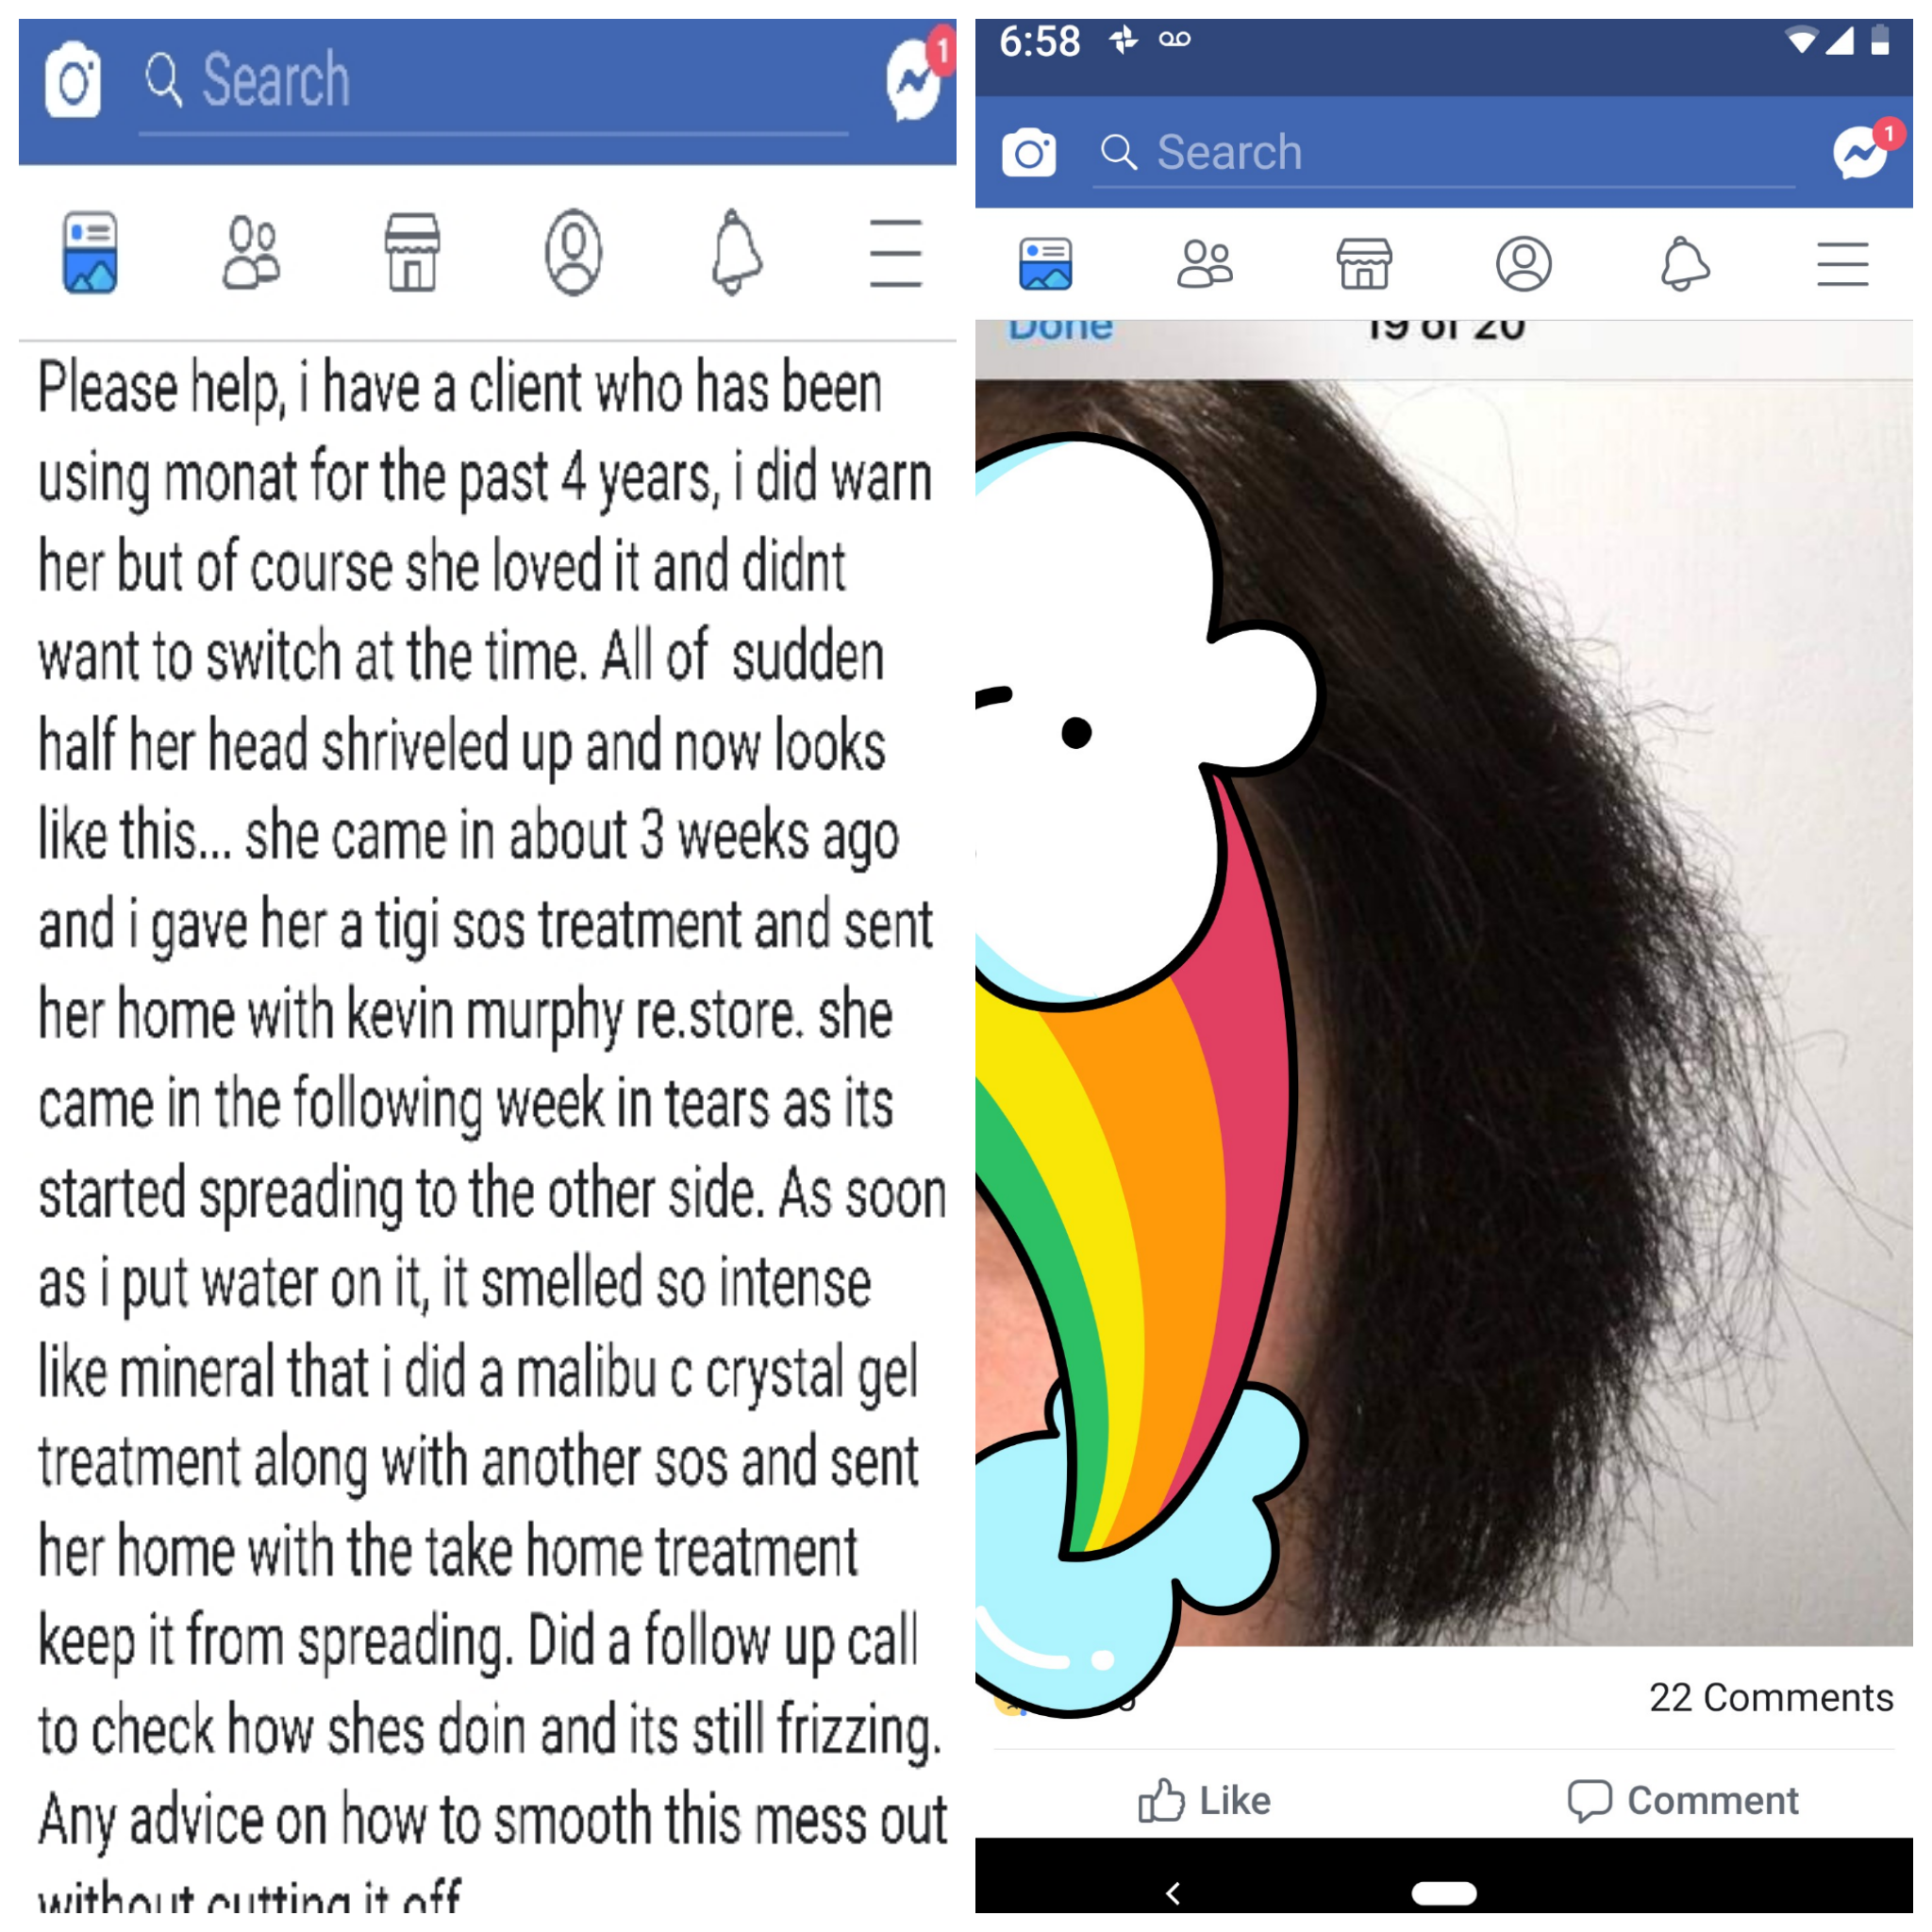 Search
1
Please help, i have a client who has been
using monat for the past 4 years, i did warn
her but of course she loved it and didnt
want to switch at the time. All of  sudden
half her head shriveled up and now looks
like this... she came in about 3 weeks ago
and i gave her a tigi sos treatment and sent
her home with kevin murphy re.store. she
came in the following week in tears as its
started spreading to the other side. As soon
as i put water on it, it smelled so intense
like mineral that i did a malibu c crystal gel
treatment along with another sos and sent
her home with the take home treatment
keep it from spreading. Did a follow up call
to check how shes doin and its still frizzing.
Any advice on how to smooth this mess out
without cutting it off
6:58
Search
1
Done 19 of 20
22 Comments
Like Comment